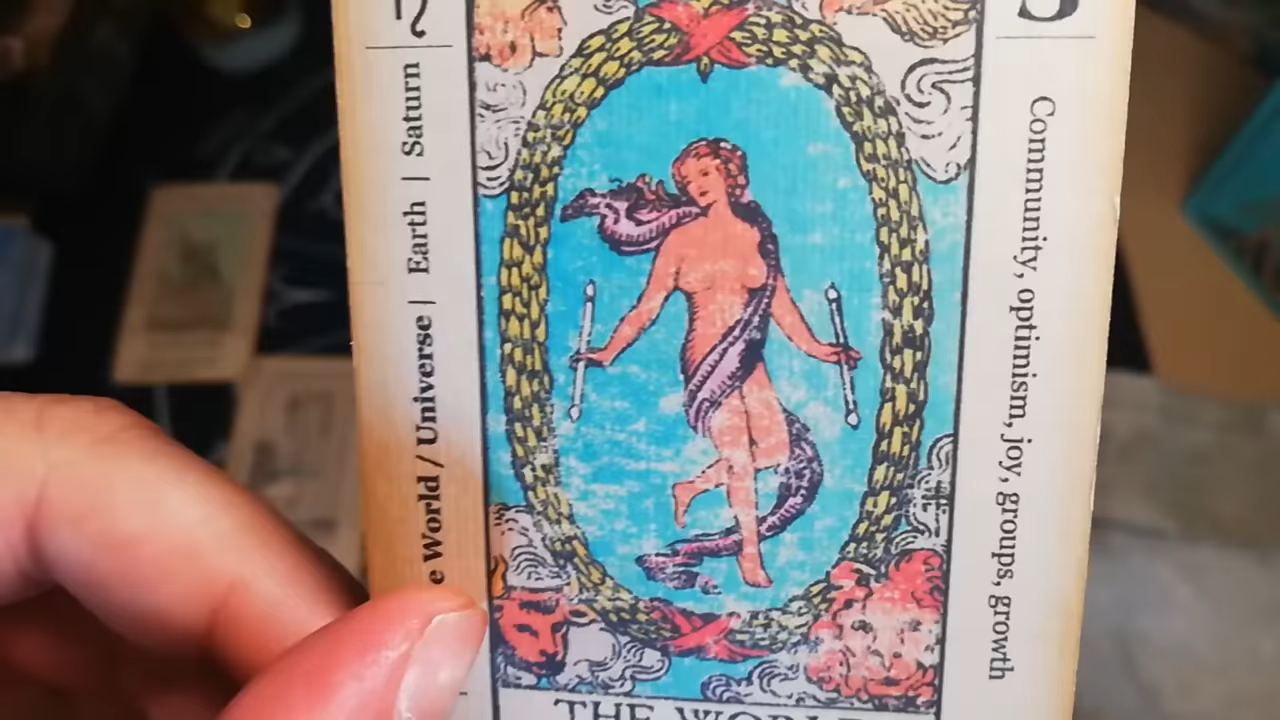 e World / Universe | Earth | Saturn
Community, optimism, joy, groups, growth
THE WORLD